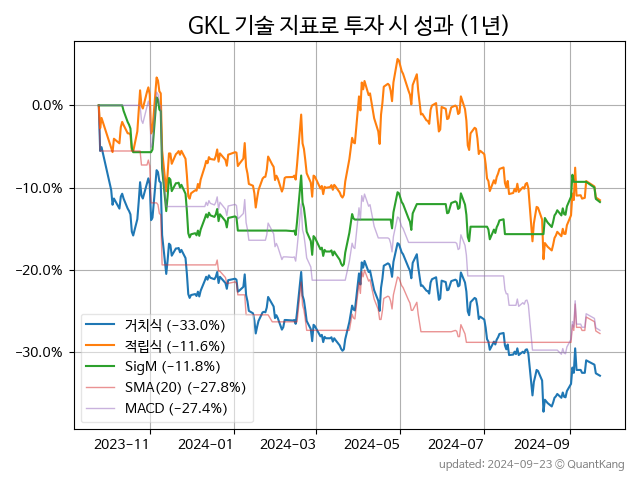 GKL 기술 지표로 투자 시 성과 (1년)
0.0%
−10.0%
−20.0%
−30.0%
거치식 (−33.0%)
적립식 (−11.6%)
SigM (−11.8%)
SMA(20) (−27.8%)
MACD (−27.4%)
2023−11 2024−01 2024−03 2024−05 2024−07 2024−09
updated: 2024−09−23 ⓒ QuantKang